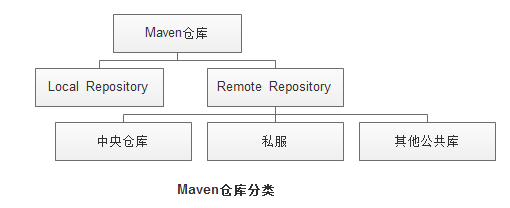 Maven仓库
Local Repository
Remote Repository
中央仓库
私服
其他公共库
Maven仓库分类